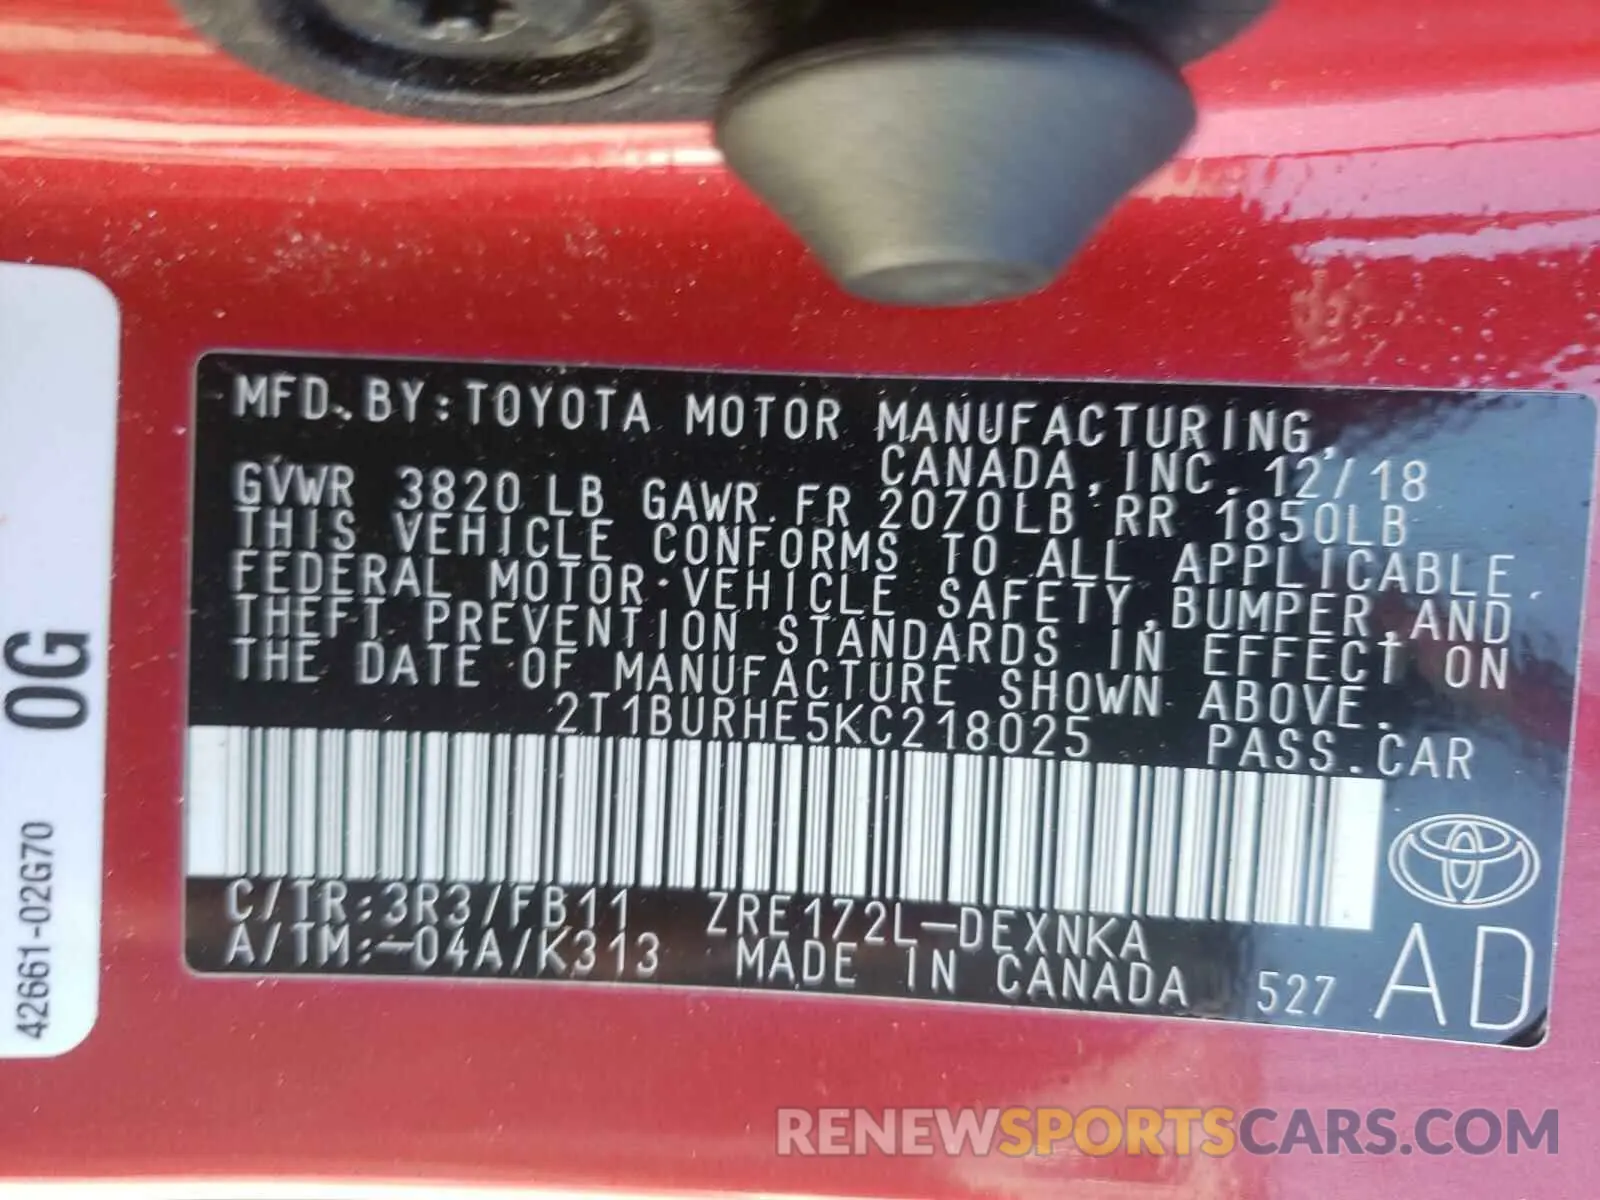 MFD. BY: TOYOTA MOTOR MANUFACTURING,
CANADA, INC. 12/18
GVWR 3820 LB GAWR FR 2070LB RR 1850LB
THIS VEHICLE CONFORMS TO ALL APPLICABLE
FEDERAL MOTOR VEHICLE SAFETY, BUMPER, AND
THEFT PREVENTION STANDARDS IN EFFECT ON
THE DATE OF MANUFACTURE SHOWN ABOVE.
2T1BURHE5KC218025 PASS. CAR
C/TR:3R3/FB11 ZRE172L-DEXNKA
A/TM:-04A/K313 MADE IN CANADA 527 AD
0G
42661-02G70
RENEWSPORTSCARS.COM